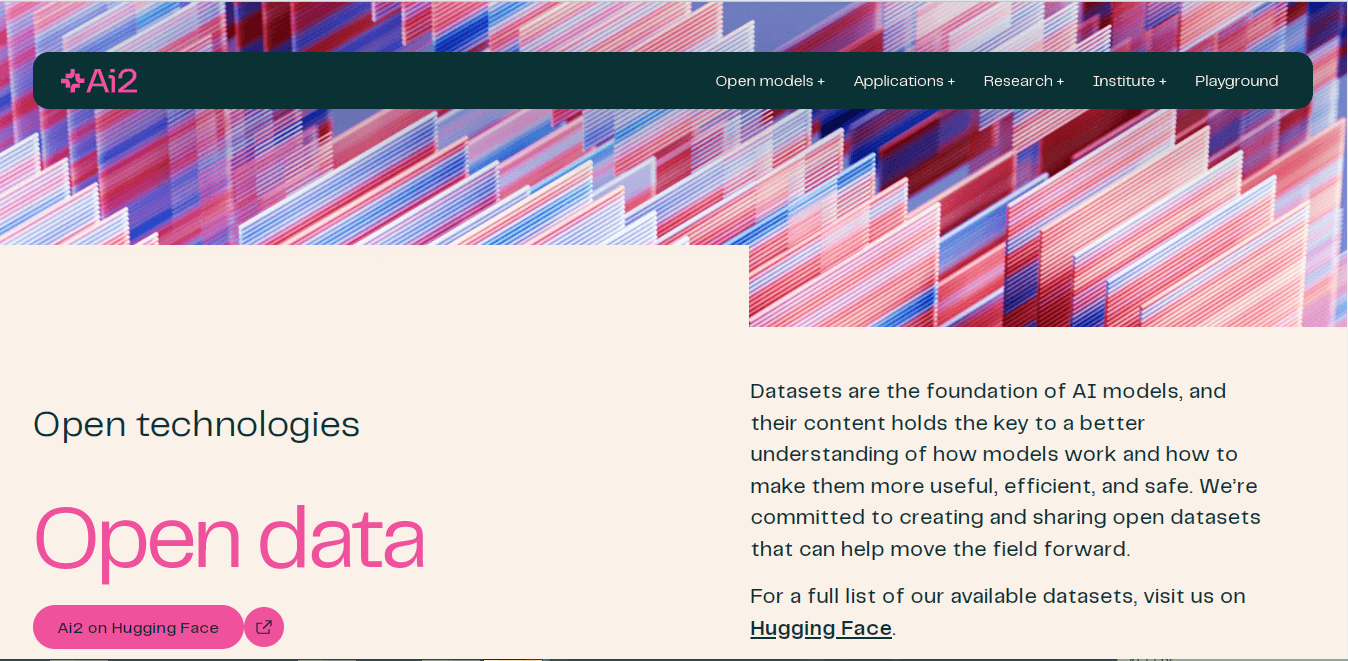 Ai2
Open models +
Applications +
Research +
Institute +
Playground
Open technologies
Open data
Ai2 on Hugging Face
Datasets are the foundation of AI models, and
their content holds the key to a better
understanding of how models work and how to
make them more useful, efficient, and safe. We’re
committed to creating and sharing open datasets
that can help move the field forward.
For a full list of our available datasets, visit us on
Hugging Face.